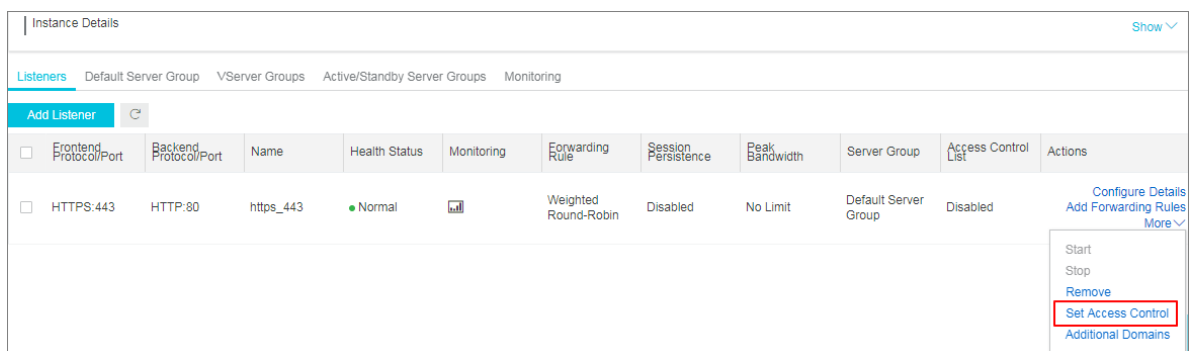 Instance Details
Show
Listeners Default Server Group VServer Groups Active/Standby Server Groups Monitoring
Add Listener
Frontend Protocol/Port Backend Protocol/Port Name Health Status Monitoring Forwarding Rule Session Persistence Peak Bandwidth Server Group Access Control List Actions
HTTPS:443 HTTP:80 https_443 Normal Weighted Round-Robin Disabled No Limit Default Server Group Disabled Configure Details
Add Forwarding Rules
More
Start
Stop
Remove
Set Access Control
Additional Domains